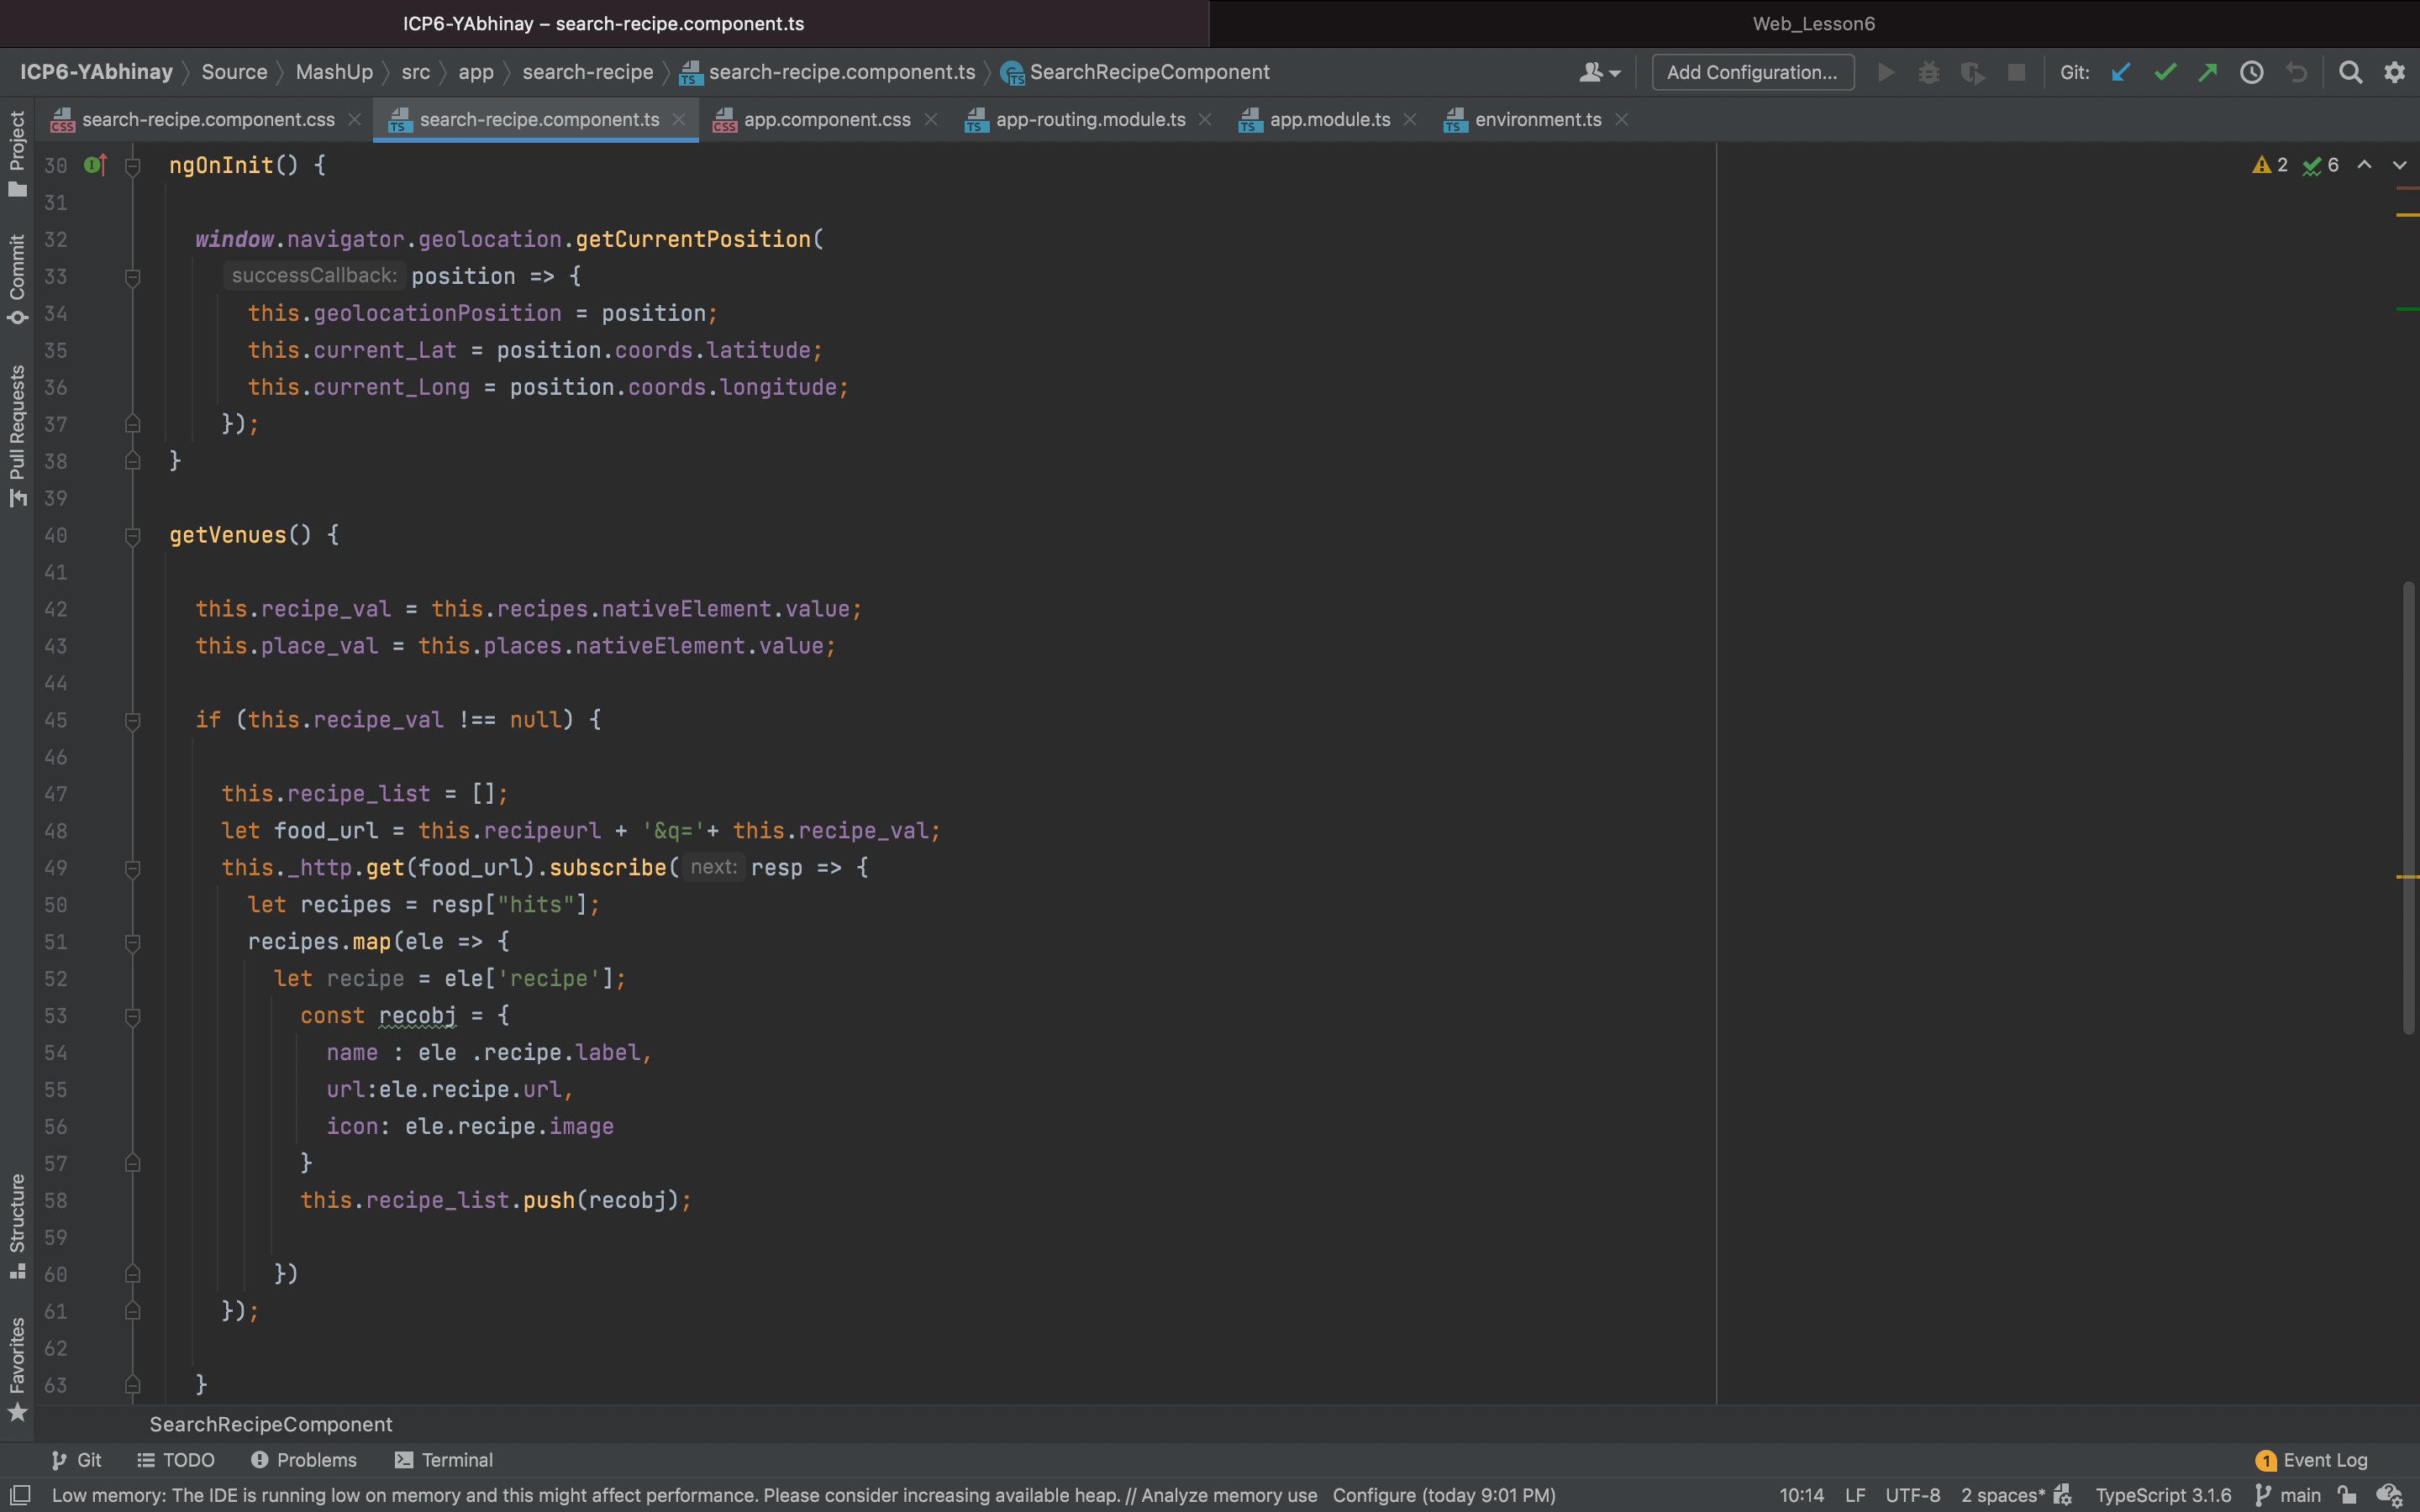 ICP6-YAbhinay – search-recipe.component.ts
Web_Lesson6
ICP6-YAbhinay Source MashUp src app search-recipe search-recipe.component.ts SearchRecipeComponent
Add Configuration...
Git:
search-recipe.component.css
search-recipe.component.ts
app.component.css
app-routing.module.ts
app.module.ts
environment.ts
Project
Commit
Pull Requests
Structure
Favorites
2 6
30 ngOnInit() {
31
32 window.navigator.geolocation.getCurrentPosition(
33 successCallback: position => {
34 this.geolocationPosition = position;
35 this.current_Lat = position.coords.latitude;
36 this.current_Long = position.coords.longitude;
37 });
38 }
39
40 getVenues() {
41
42 this.recipe_val = this.recipes.nativeElement.value;
43 this.place_val = this.places.nativeElement.value;
44
45 if (this.recipe_val !== null) {
46
47 this.recipe_list = [];
48 let food_url = this.recipeurl + '&q='+ this.recipe_val;
49 this._http.get(food_url).subscribe( next: resp => {
50 let recipes = resp["hits"];
51 recipes.map(ele => {
52 let recipe = ele['recipe'];
53 const recobj = {
54 name : ele .recipe.label,
55 url:ele.recipe.url,
56 icon: ele.recipe.image
57 }
58 this.recipe_list.push(recobj);
59
60 })
61 });
62
63 }
SearchRecipeComponent
Git TODO Problems Terminal
1 Event Log
Low memory: The IDE is running low on memory and this might affect performance. Please consider increasing available heap. // Analyze memory use Configure (today 9:01 PM)
10:14 LF UTF-8 2 spaces* TypeScript 3.1.6 main